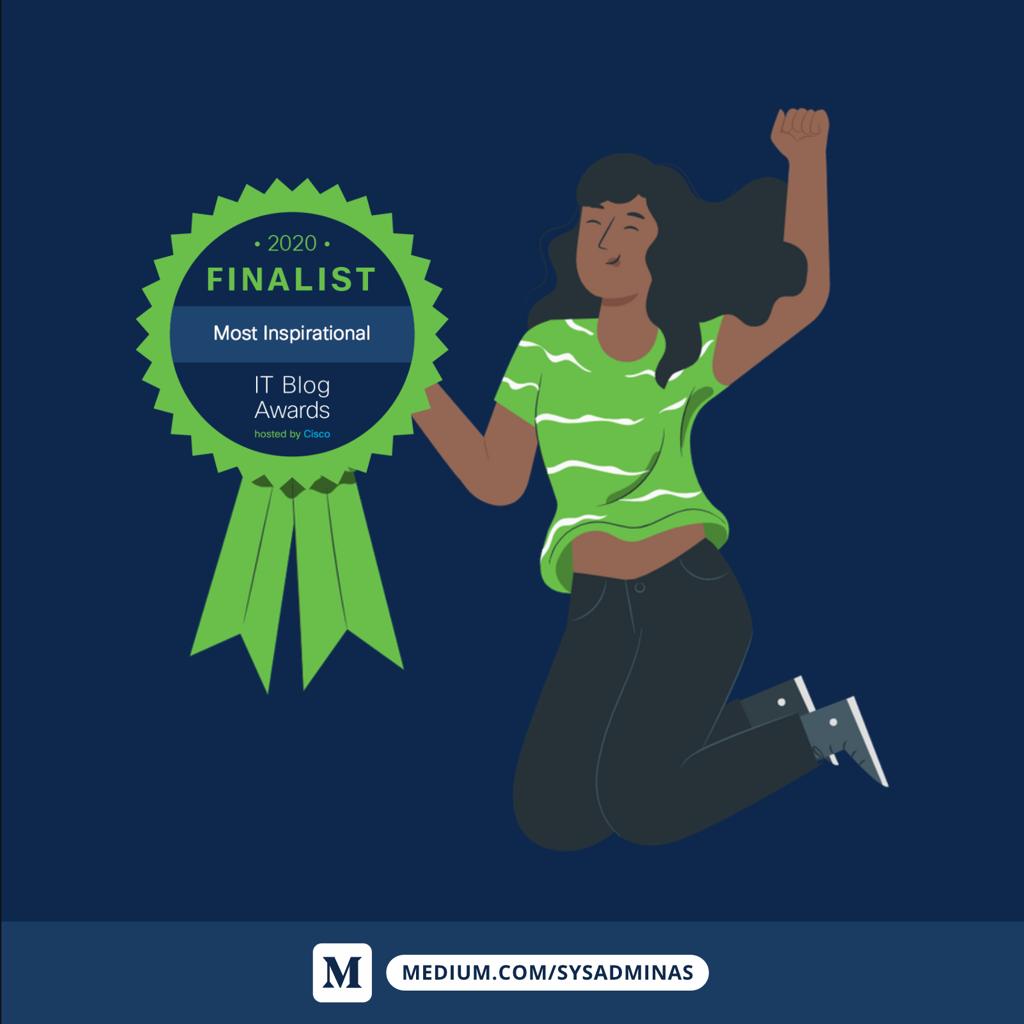 • 2020 •
FINALIST
Most Inspirational
IT Blog
Awards
hosted by Cisco
M MEDIUM.COM/SYSADMINAS